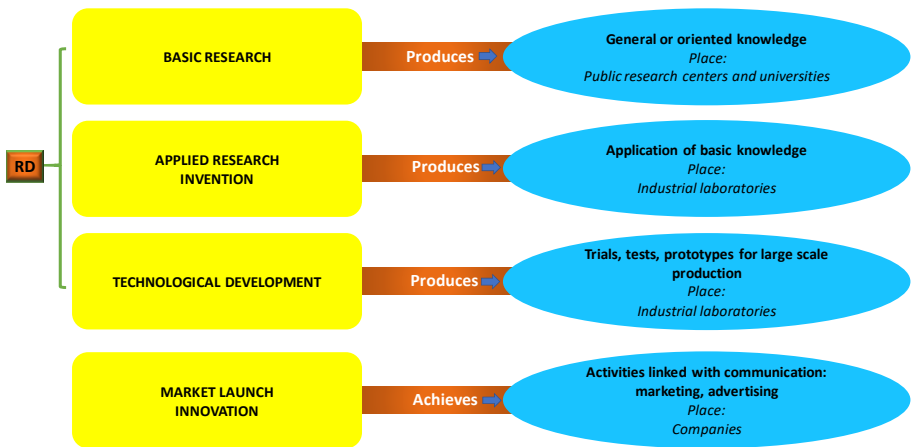 BASIC RESEARCH
Produces
General or oriented knowledge
Place:
Public research centers and universities
RD
APPLIED RESEARCH
INVENTION
Produces
Application of basic knowledge
Place:
Industrial laboratories
TECHNOLOGICAL DEVELOPMENT
Produces
Trials, tests, prototypes for large scale
production
Place:
Industrial laboratories
MARKET LAUNCH
INNOVATION
Achieves
Activities linked with communication:
marketing, advertising
Place:
Companies